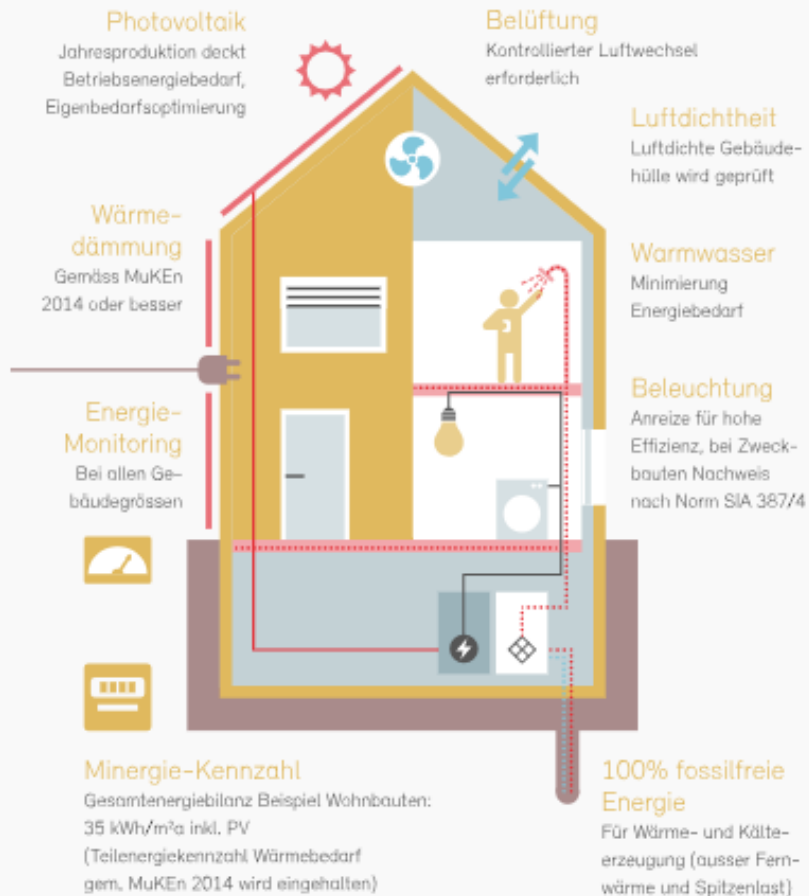 Photovoltaik
Jahresproduktion deckt
Betriebsenergiebedarf,
Eigenbedarfsoptimierung
Belüftung
Kontrollierter Luftwechsel
erforderlich
Luftdichtheit
Luftdichte Gebäude-
hülle wird geprüft
Wärme-
dämmung
Gemäss MuKEn
2014 oder besser
Warmwasser
Minimierung
Energiebedarf
Energie-
Monitoring
Bei allen Ge-
bäudegrössen
Beleuchtung
Anreize für hohe
Effizienz, bei Zweck-
bauten Nachweis
nach Norm SIA 387/4
Minergie-Kennzahl
Gesamtenergiebilanz Beispiel Wohnbauten:
35 kWh/m²a inkl. PV
(Teilenergiekennzahl Wärmebedarf
gem. MuKEn 2014 wird eingehalten)
100% fossilfreie
Energie
Für Wärme- und Kälte-
erzeugung (ausser Fern-
wärme und Spitzenlast)